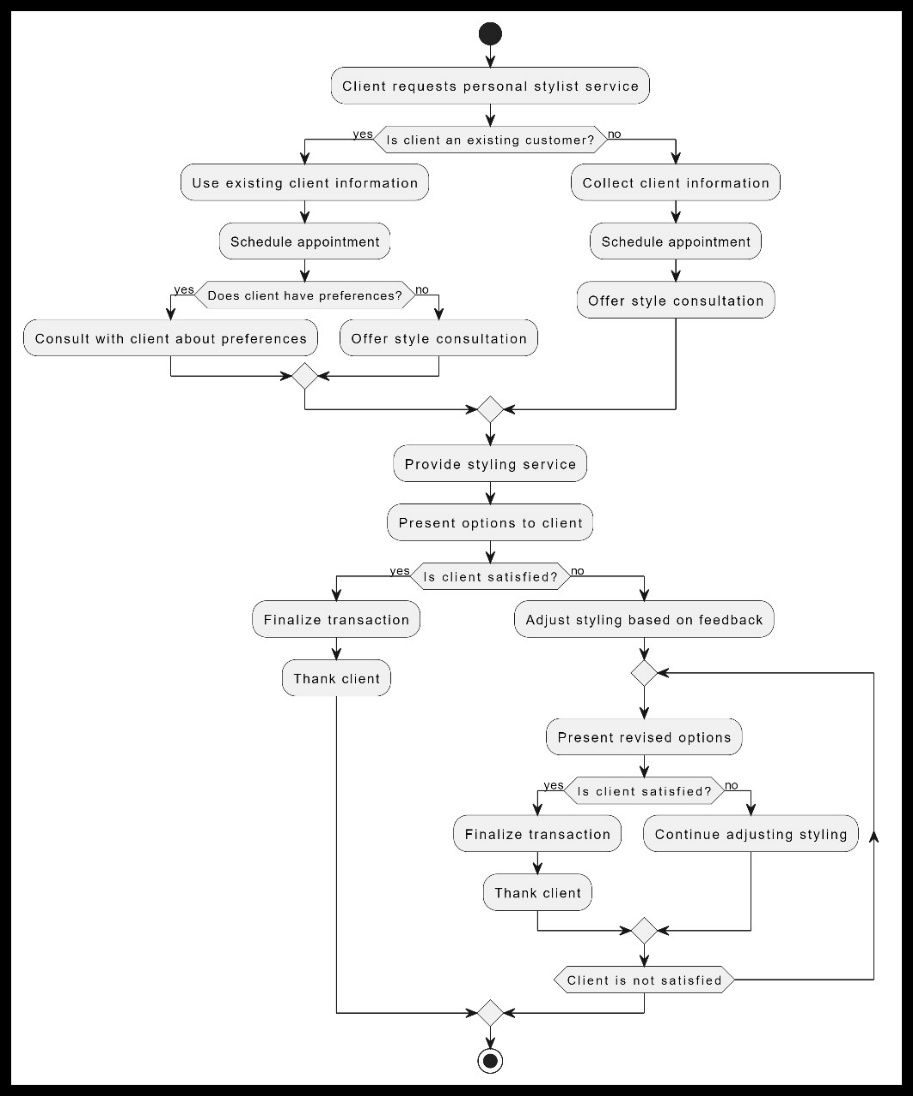 Client requests personal stylist service
yes
Is client an existing customer?
no
Use existing client information
Collect client information
Schedule appointment
Schedule appointment
yes
Does client have preferences?
no
Offer style consultation
Consult with client about preferences
Offer style consultation
Provide styling service
Present options to client
yes
Is client satisfied?
no
Finalize transaction
Adjust styling based on feedback
Thank client
Present revised options
yes
Is client satisfied?
no
Finalize transaction
Continue adjusting styling
Thank client
Client is not satisfied